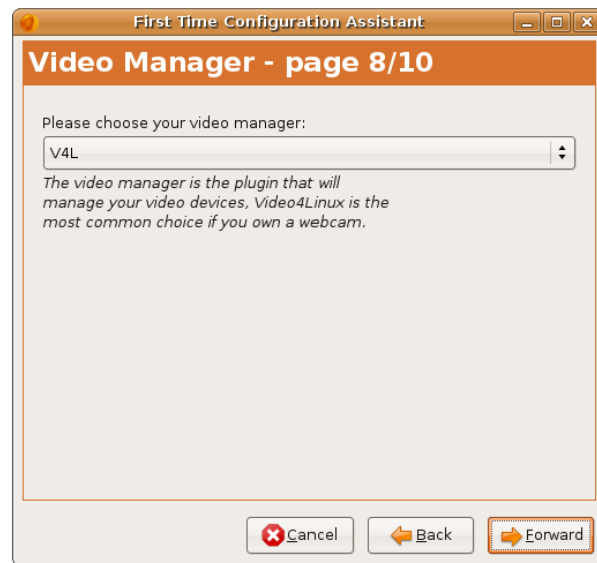 First Time Configuration Assistant
Video Manager - page 8/10
Please choose your video manager:
V4L
The video manager is the plugin that will
manage your video devices, Video4Linux is the
most common choice if you own a webcam.
Cancel
Back
Forward